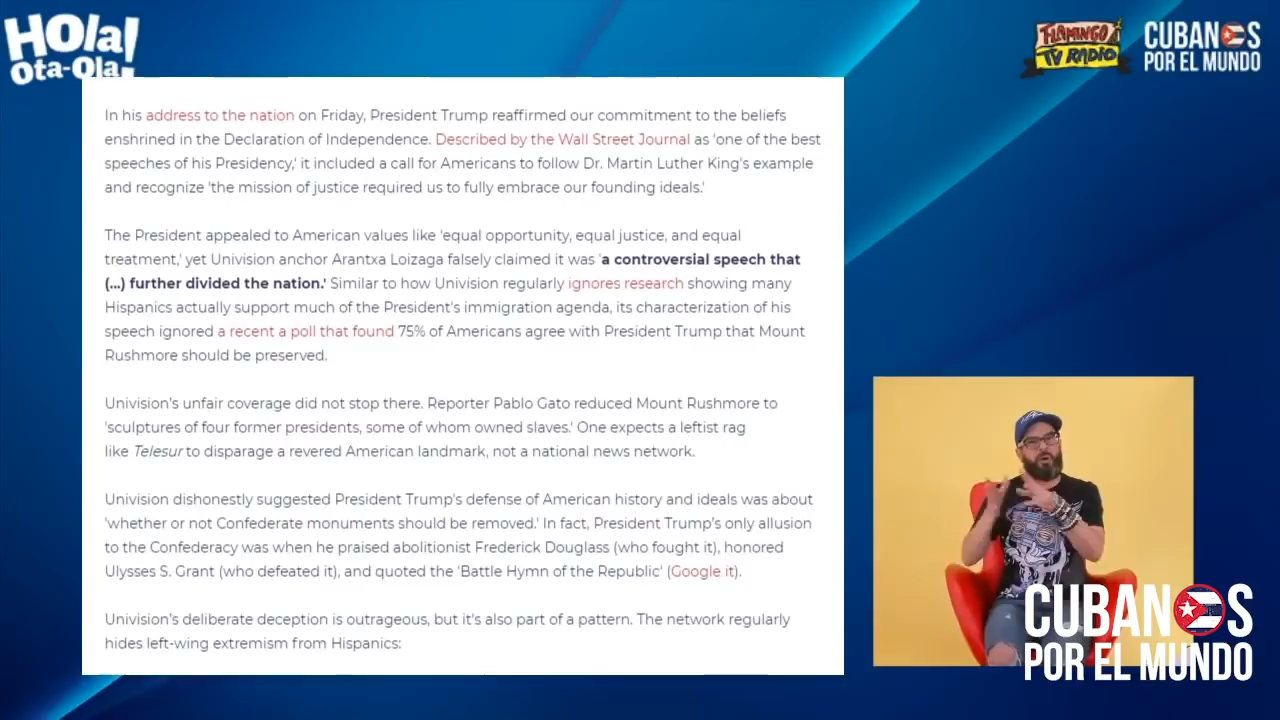 HOla!
Ota-Ola!
FLAMINGO
TV RADIO
CUBANOS
POR EL MUNDO
In his address to the nation on Friday, President Trump reaffirmed our commitment to the beliefs
enshrined in the Declaration of Independence. Described by the Wall Street Journal as 'one of the best
speeches of his Presidency,' it included a call for Americans to follow Dr. Martin Luther King's example
and recognize 'the mission of justice required us to fully embrace our founding ideals.'
The President appealed to American values like 'equal opportunity, equal justice, and equal
treatment,' yet Univision anchor Arantxa Loizaga falsely claimed it was 'a controversial speech that
(...) further divided the nation.' Similar to how Univision regularly ignores research showing many
Hispanics actually support much of the President's immigration agenda, its characterization of his
speech ignored a recent a poll that found 75% of Americans agree with President Trump that Mount
Rushmore should be preserved.
Univision's unfair coverage did not stop there. Reporter Pablo Gato reduced Mount Rushmore to
'sculptures of four former presidents, some of whom owned slaves.' One expects a leftist rag
like Telesur to disparage a revered American landmark, not a national news network.
Univision dishonestly suggested President Trump's defense of American history and ideals was about
'whether or not Confederate monuments should be removed.' In fact, President Trump's only allusion
to the Confederacy was when he praised abolitionist Frederick Douglass (who fought it), honored
Ulysses S. Grant (who defeated it), and quoted the 'Battle Hymn of the Republic' (Google it).
Univision's deliberate deception is outrageous, but it's also part of a pattern. The network regularly
hides left-wing extremism from Hispanics:
CUBANOS
POR EL MUNDO